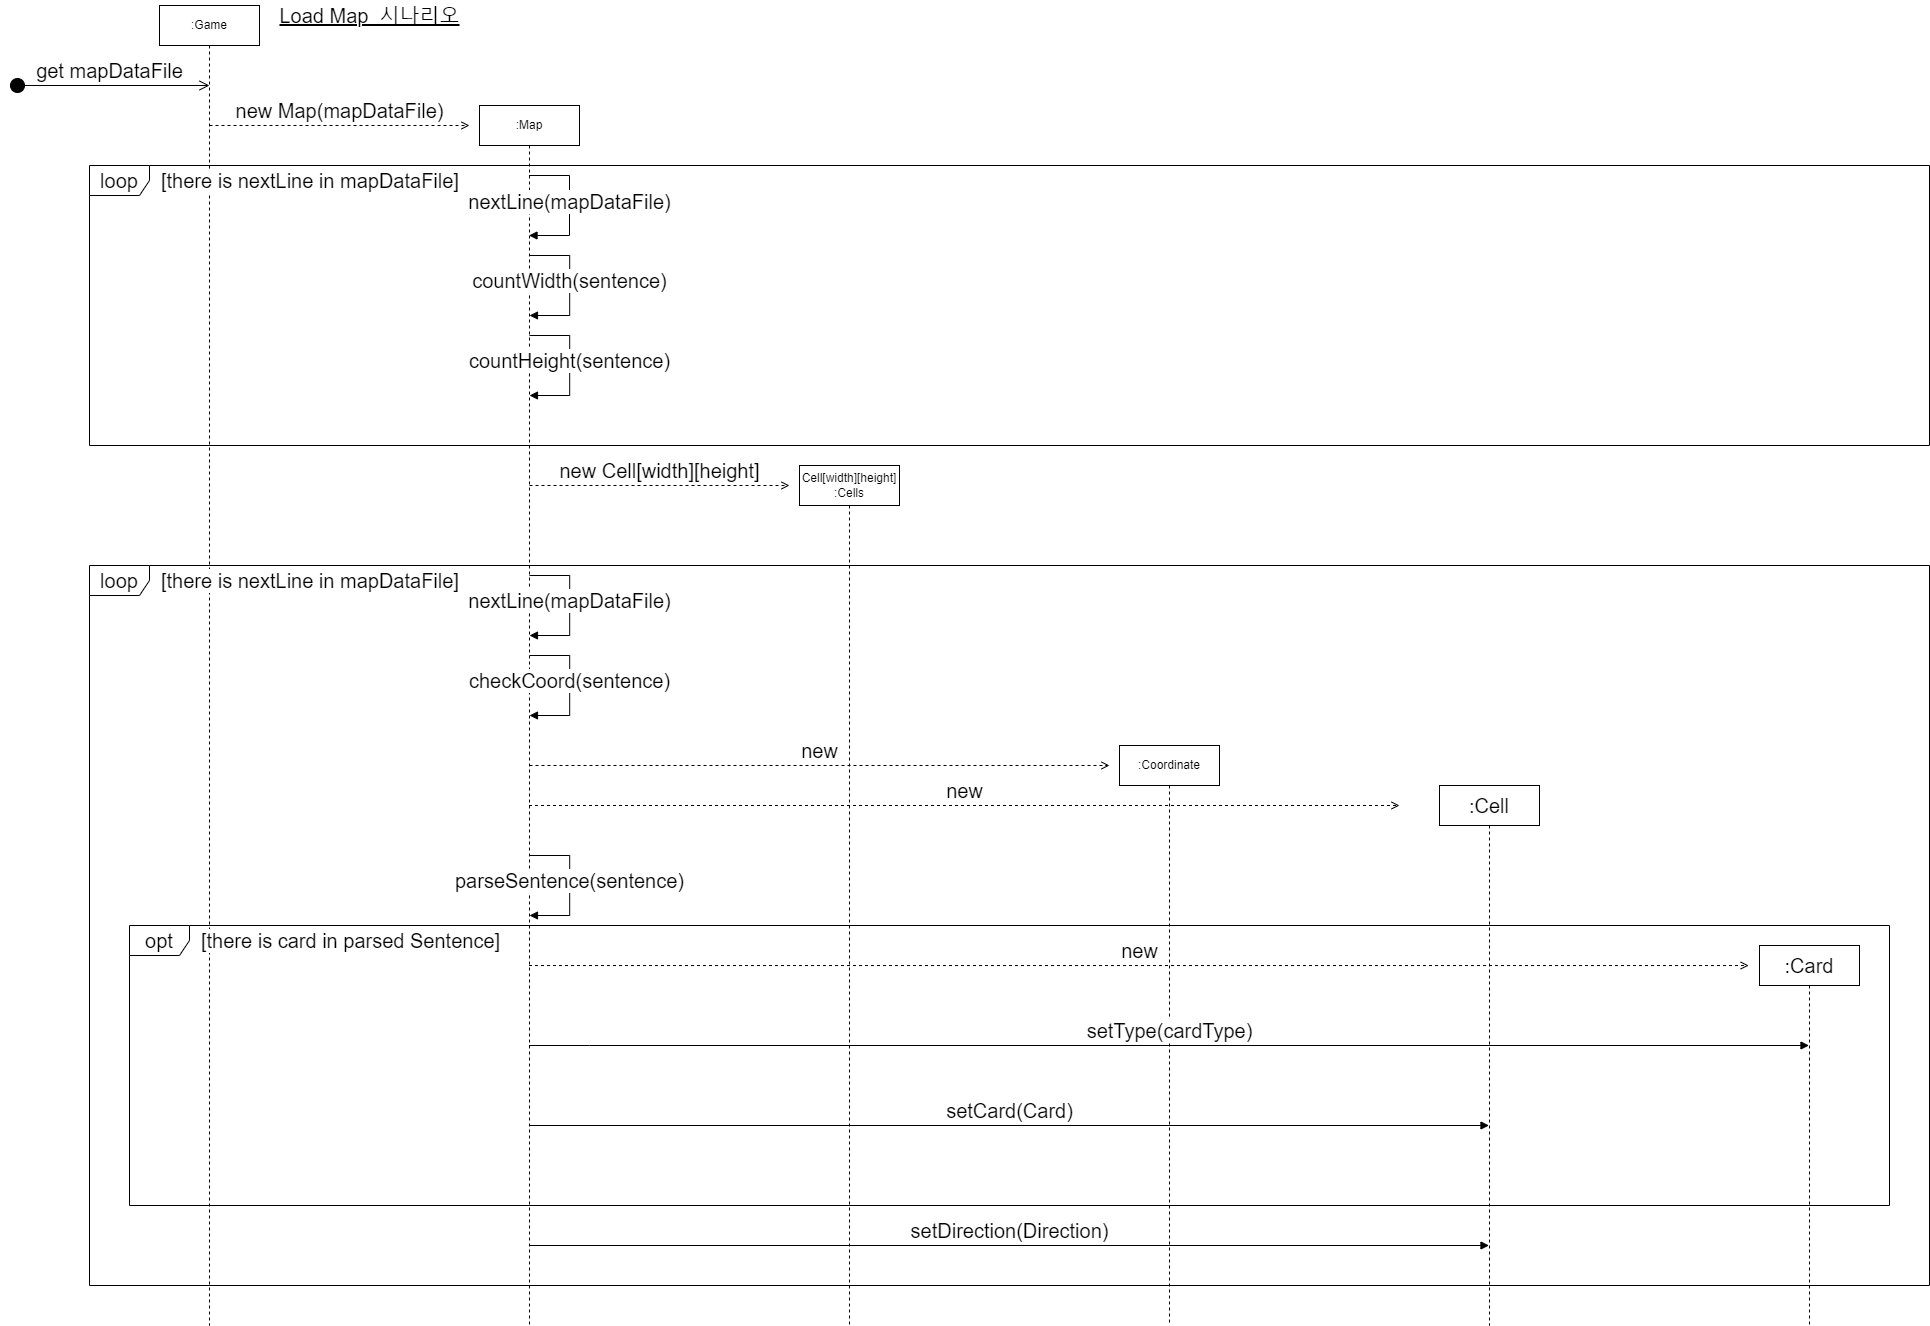 :Game
Load Map  시나리오
get mapDataFile
new Map(mapDataFile)
:Map
loop
[there is nextLine in mapDataFile]
nextLine(mapDataFile)
countWidth(sentence)
countHeight(sentence)
new Cell[width][height]
Cell[width][height]
:Cells
loop
[there is nextLine in mapDataFile]
nextLine(mapDataFile)
checkCoord(sentence)
new
:Coordinate
new
:Cell
parseSentence(sentence)
opt
[there is card in parsed Sentence]
new
:Card
setType(cardType)
setCard(Card)
setDirection(Direction)